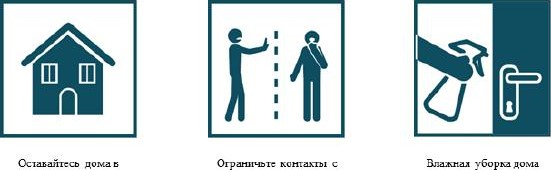 Оставайтесь дома в
Ограничьте контакты с
Влажная уборка дома